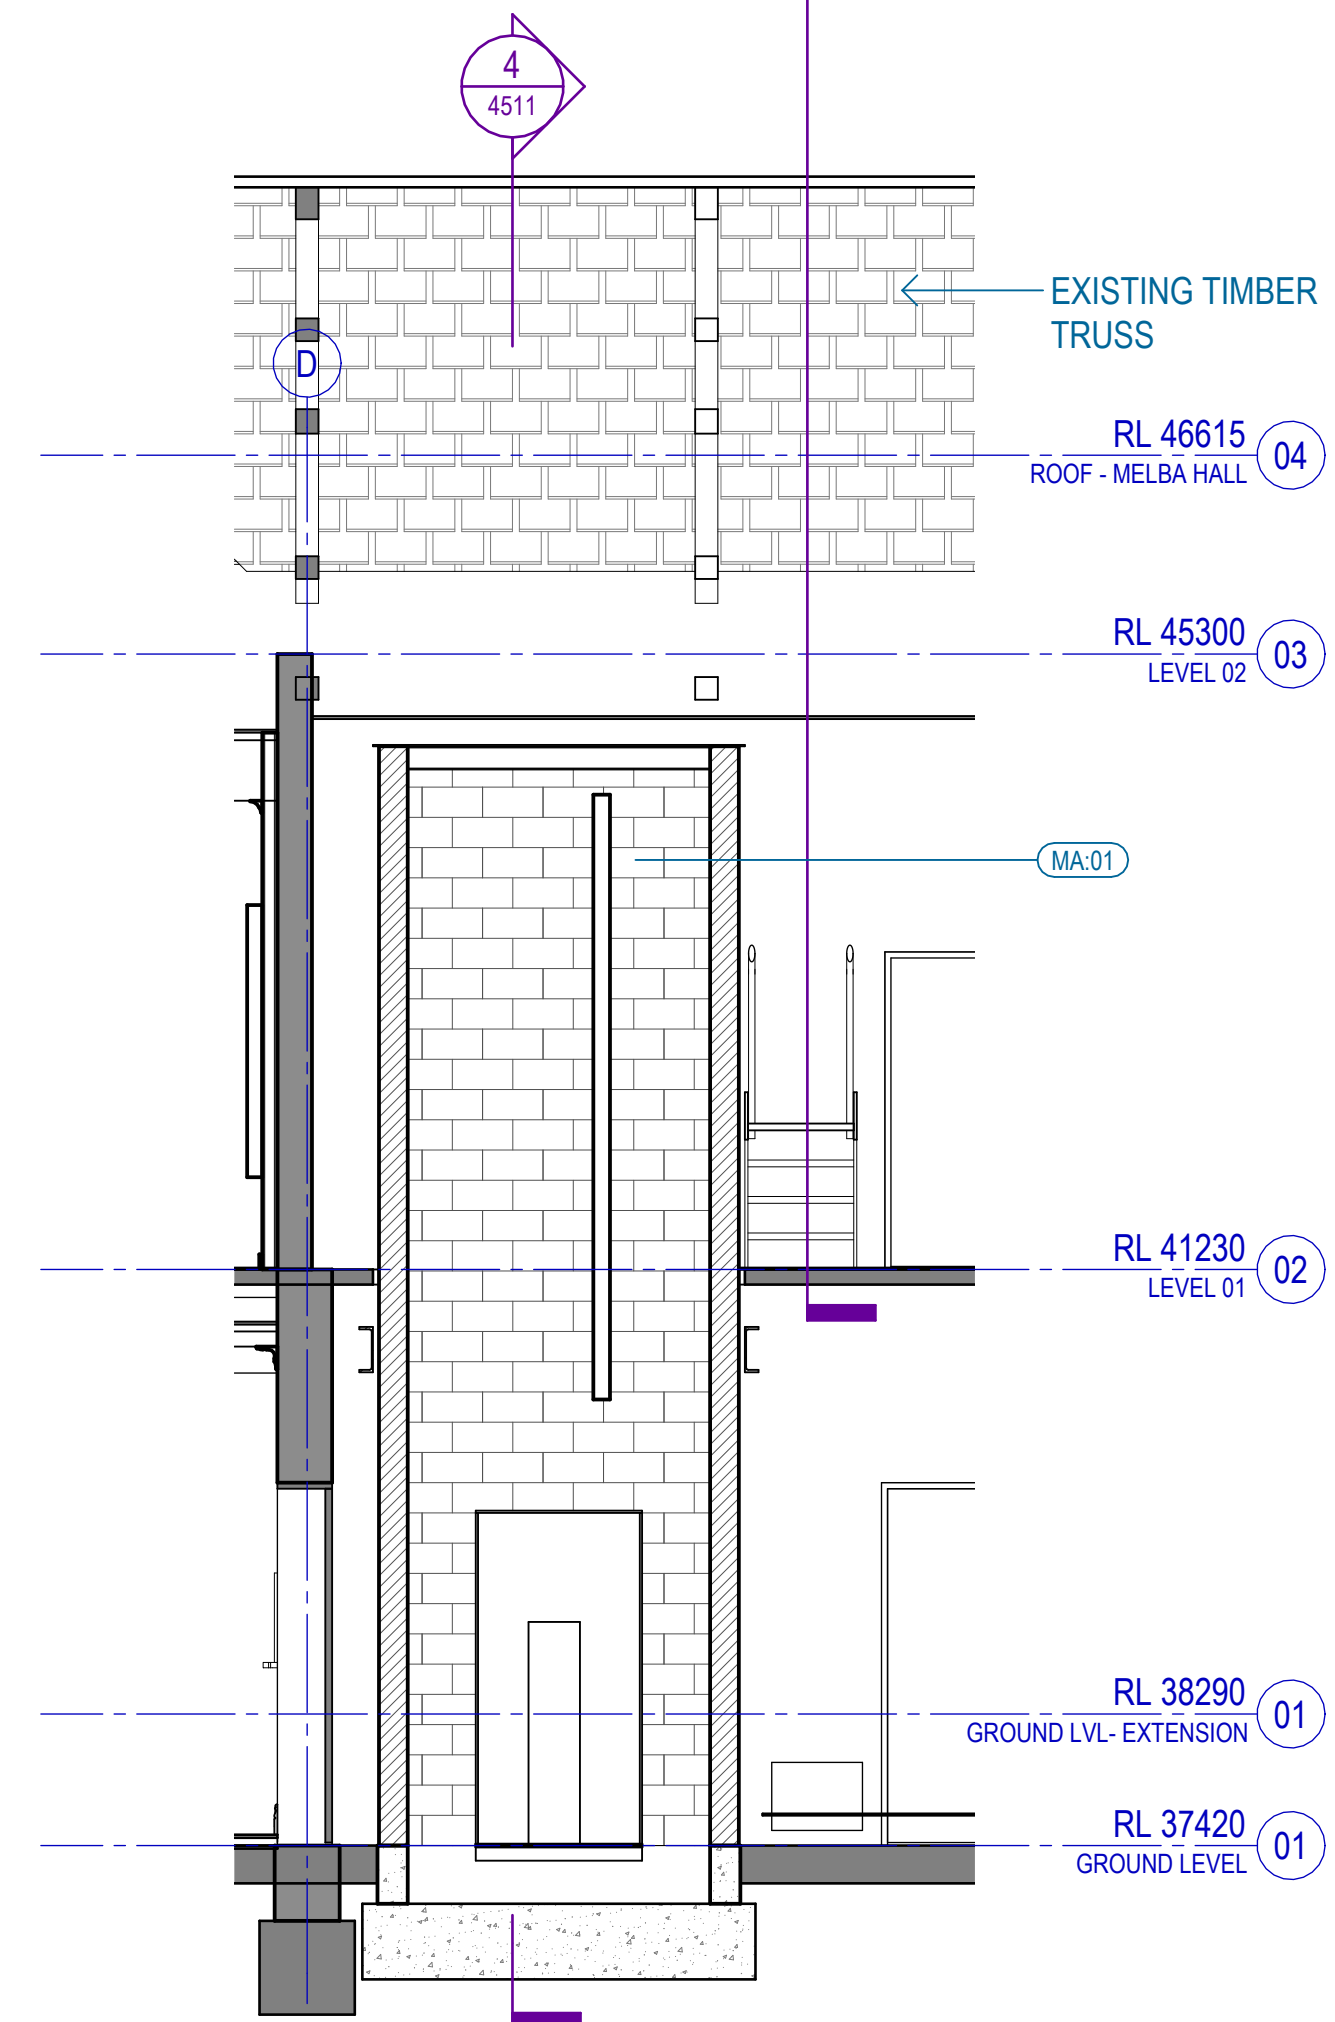 4
4511
EXISTING TIMBER
TRUSS
D
RL 46615
ROOF - MELBA HALL
04
RL 45300
LEVEL 02
03
MA:01
RL 41230
LEVEL 01
02
RL 38290
GROUND LVL- EXTENSION
01
RL 37420
GROUND LEVEL
01